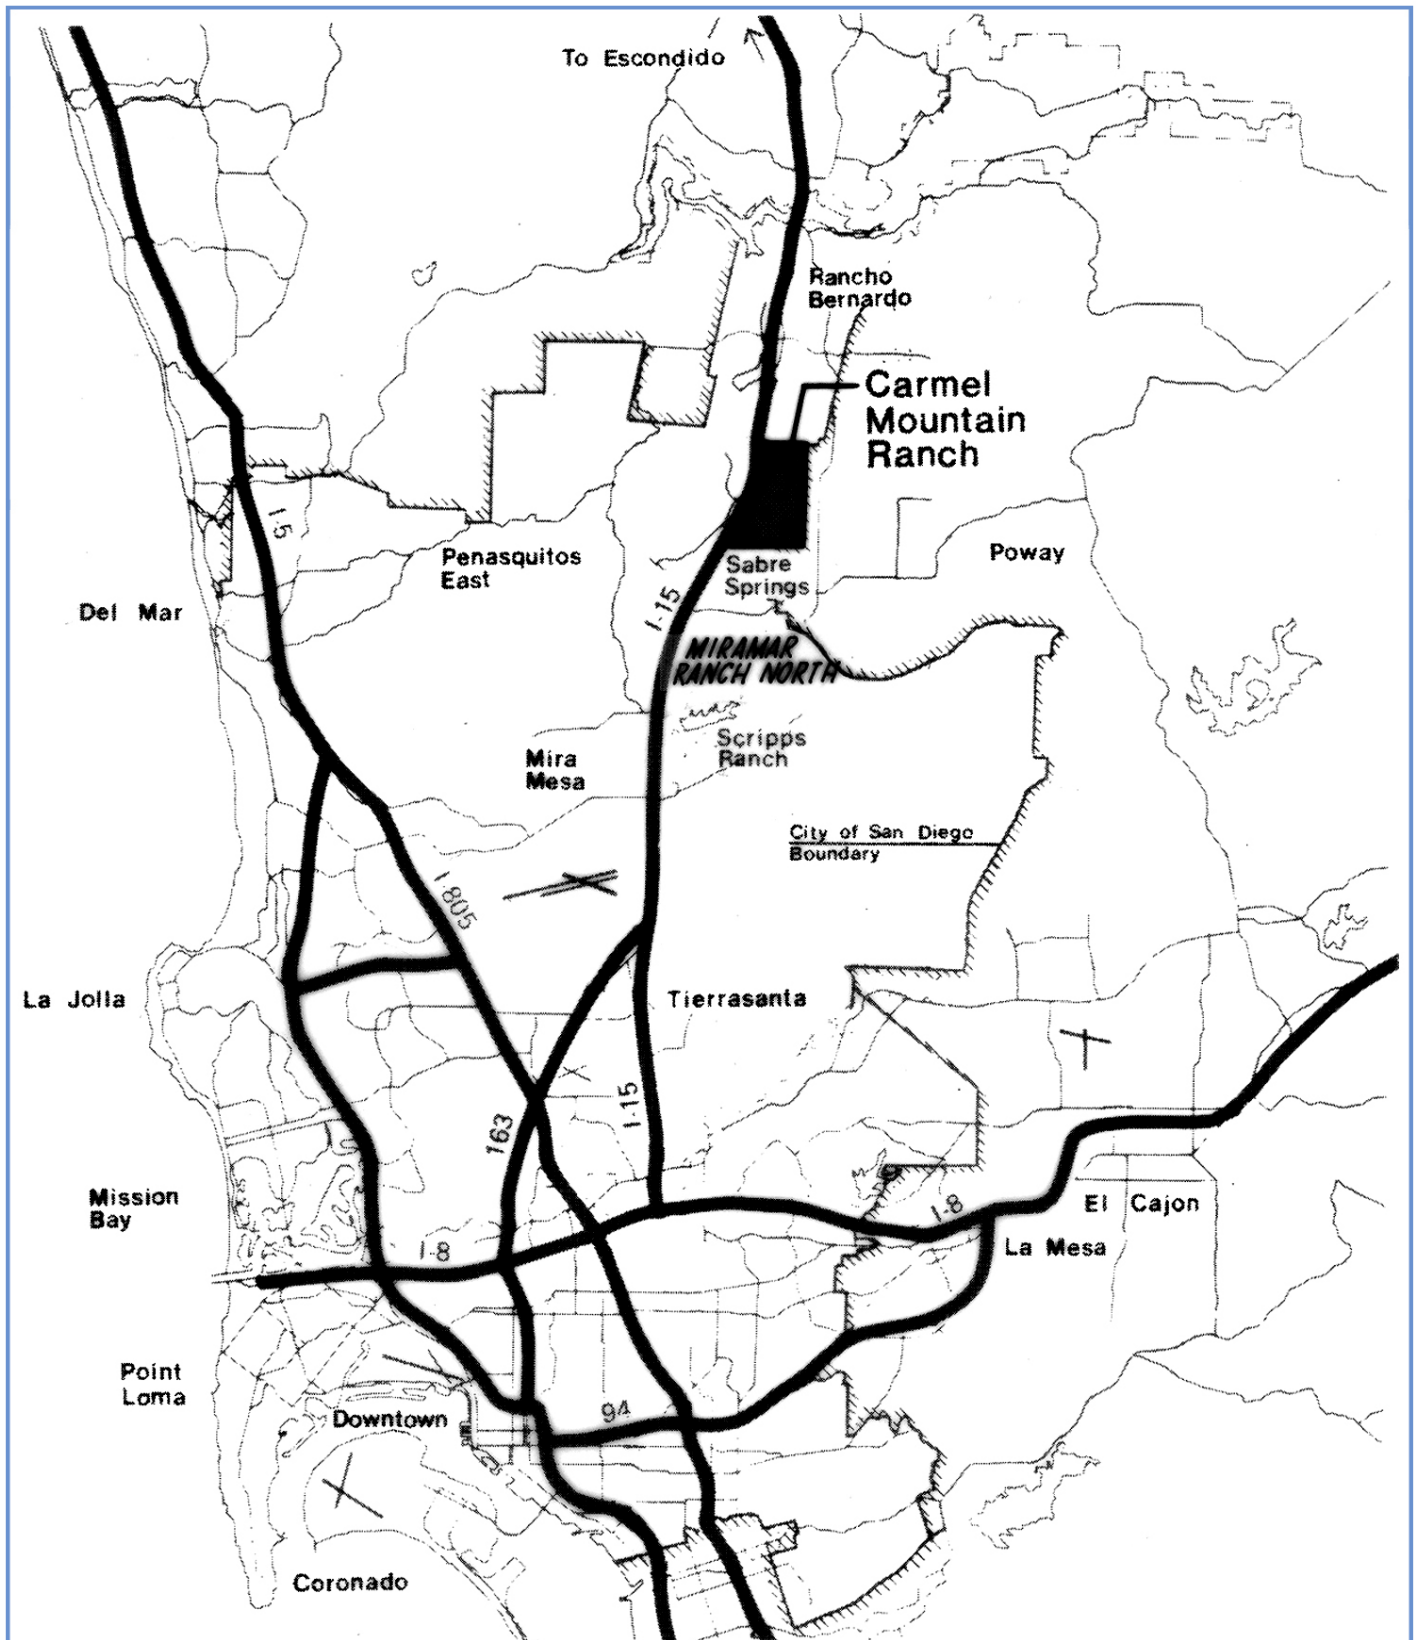 To Escondido
Rancho
Bernardo
Carmel
Mountain
Ranch
I-5
Penasquitos
East
Poway
Sabre
Springs
Del Mar
I-15
MIRAMAR
RANCH NORTH
Scripps
Ranch
Mira
Mesa
City of San Diego
Boundary
I-805
La Jolla
Tierrasanta
I-15
163
Mission
Bay
El Cajon
I-8
I-8
La Mesa
Point
Loma
Downtown
94
Coronado